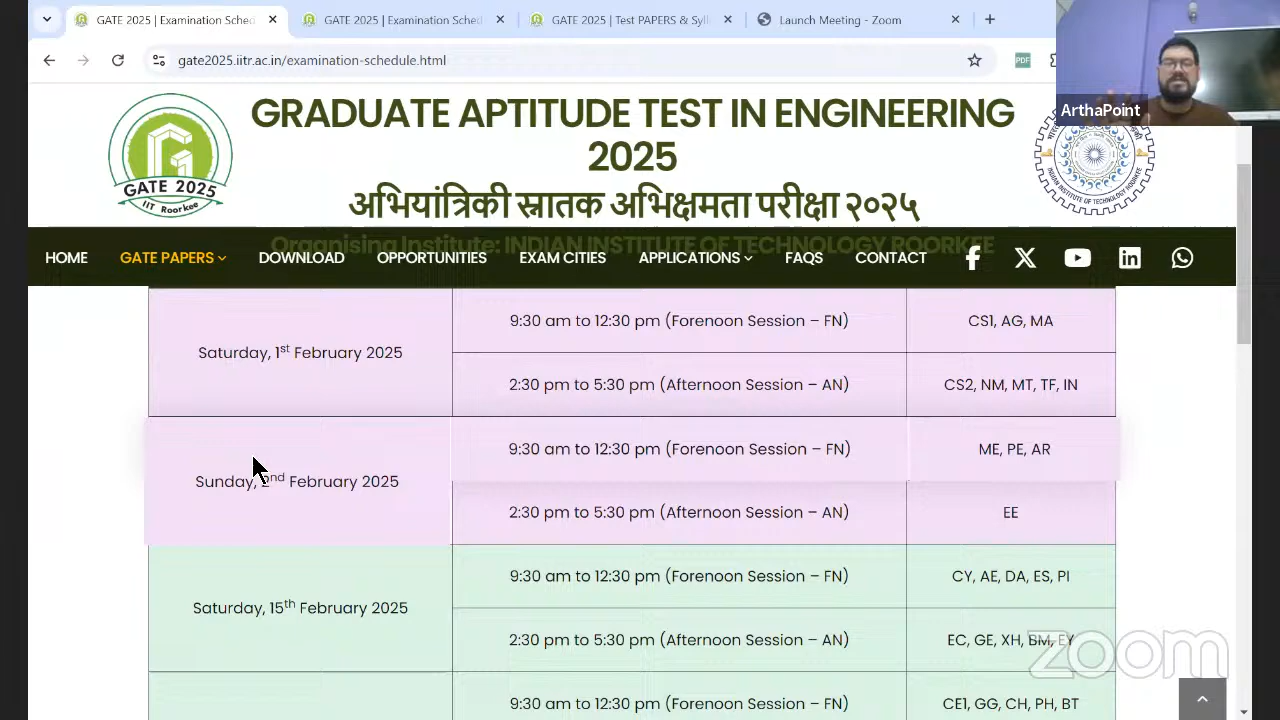 GATE 2025 | Examination Sched
GATE 2025 | Examination Sched
GATE 2025 | Test PAPERS & Syll
Launch Meeting - Zoom
gate2025.iitr.ac.in/examination-schedule.html
PDF
ArthaPoint
GRADUATE APTITUDE TEST IN ENGINEERING
2025
अभियांत्रिकी स्नातक अभिक्षमता परीक्षा २०२५
GATE 2025
IIT Roorkee
Organising Institute: INDIAN INSTITUTE OF TECHNOLOGY ROORKEE
HOME GATE PAPERS DOWNLOAD OPPORTUNITIES EXAM CITIES APPLICATIONS FAQS CONTACT
Saturday, 1st February 2025
9:30 am to 12:30 pm (Forenoon Session – FN) CS1, AG, MA
2:30 pm to 5:30 pm (Afternoon Session – AN) CS2, NM, MT, TF, IN
Sunday, 2nd February 2025
9:30 am to 12:30 pm (Forenoon Session – FN) ME, PE, AR
2:30 pm to 5:30 pm (Afternoon Session – AN) EE
Saturday, 15th February 2025
9:30 am to 12:30 pm (Forenoon Session – FN) CY, AE, DA, ES, PI
2:30 pm to 5:30 pm (Afternoon Session – AN) EC, GE, XH, BM, EY
9:30 am to 12:30 pm (Forenoon Session – FN) CE1, GG, CH, PH, BT
zoom